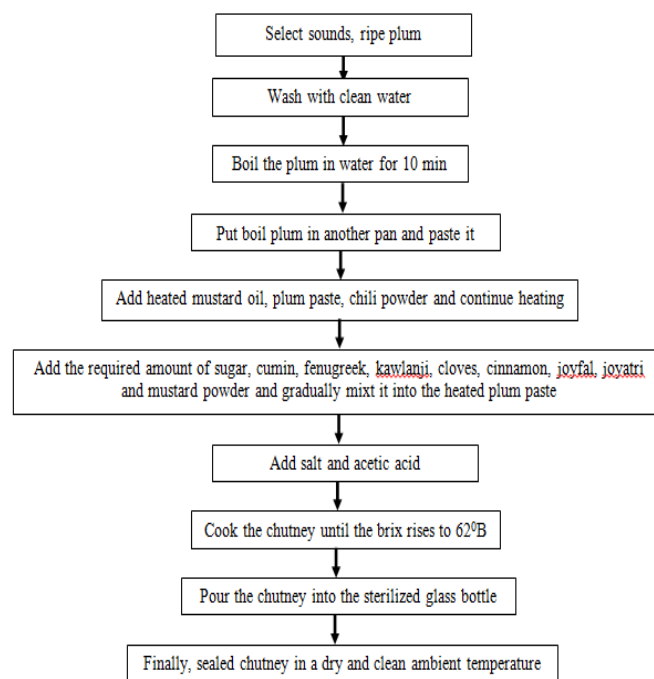 Select sounds, ripe plum
Wash with clean water
Boil the plum in water for 10 min
Put boil plum in another pan and paste it
Add heated mustard oil, plum paste, chili powder and continue heating
Add the required amount of sugar, cumin, fenugreek, kawlanji, cloves, cinnamon, joyfal, joyatri
and mustard powder and gradually mixt it into the heated plum paste
Add salt and acetic acid
Cook the chutney until the brix rises to 62⁰B
Pour the chutney into the sterilized glass bottle
Finally, sealed chutney in a dry and clean ambient temperature